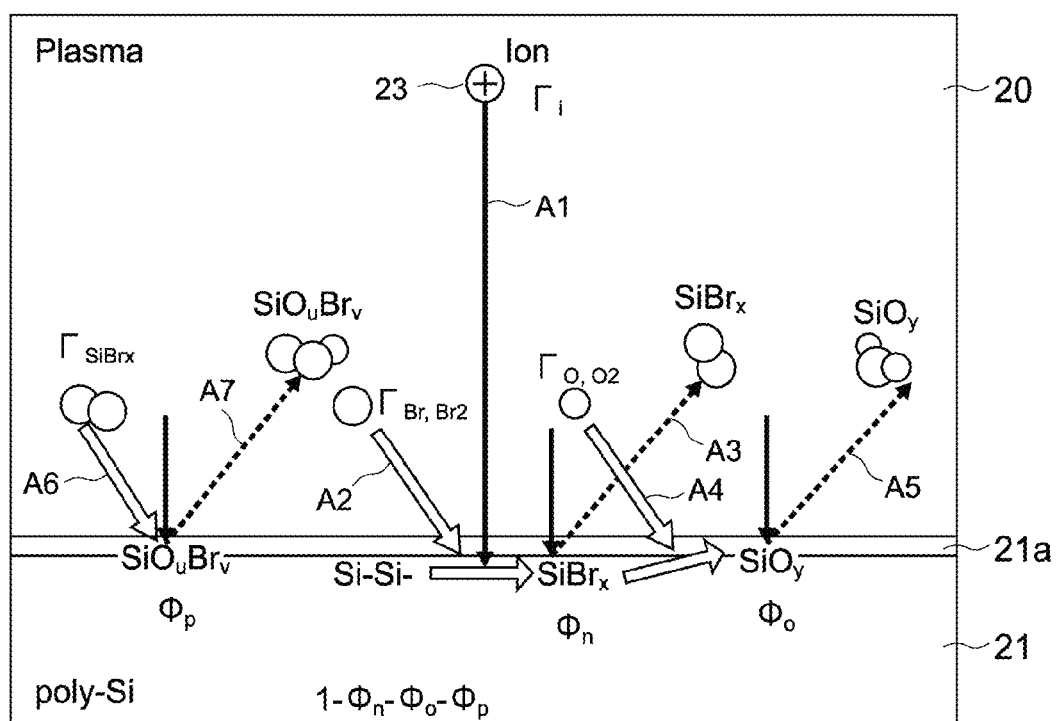 Plasma
Ion
23
+
Γi
20
A1
SiOuBrv
SiBrx
SiOy
ΓSiBrx
ΓO, O2
A7
ΓBr, Br2
A3
A6
A2
A4
A5
21a
SiOuBrv
Si-Si-
SiBrx
SiOy
Φp
Φn
Φo
21
poly-Si
1-Φn-Φo-Φp